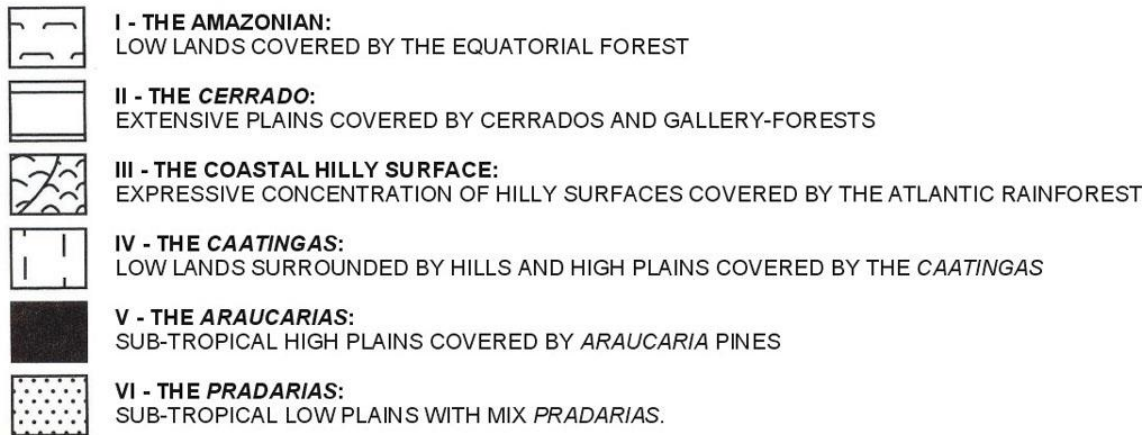 I - THE AMAZONIAN:
LOW LANDS COVERED BY THE EQUATORIAL FOREST
II - THE CERRADO:
EXTENSIVE PLAINS COVERED BY CERRADOS AND GALLERY-FORESTS
III - THE COASTAL HILLY SURFACE:
EXPRESSIVE CONCENTRATION OF HILLY SURFACES COVERED BY THE ATLANTIC RAINFOREST
IV - THE CAATINGAS:
LOW LANDS SURROUNDED BY HILLS AND HIGH PLAINS COVERED BY THE CAATINGAS
V - THE ARAUCARIAS:
SUB-TROPICAL HIGH PLAINS COVERED BY ARAUCARIA PINES
VI - THE PRADARIAS:
SUB-TROPICAL LOW PLAINS WITH MIX PRADARIAS.